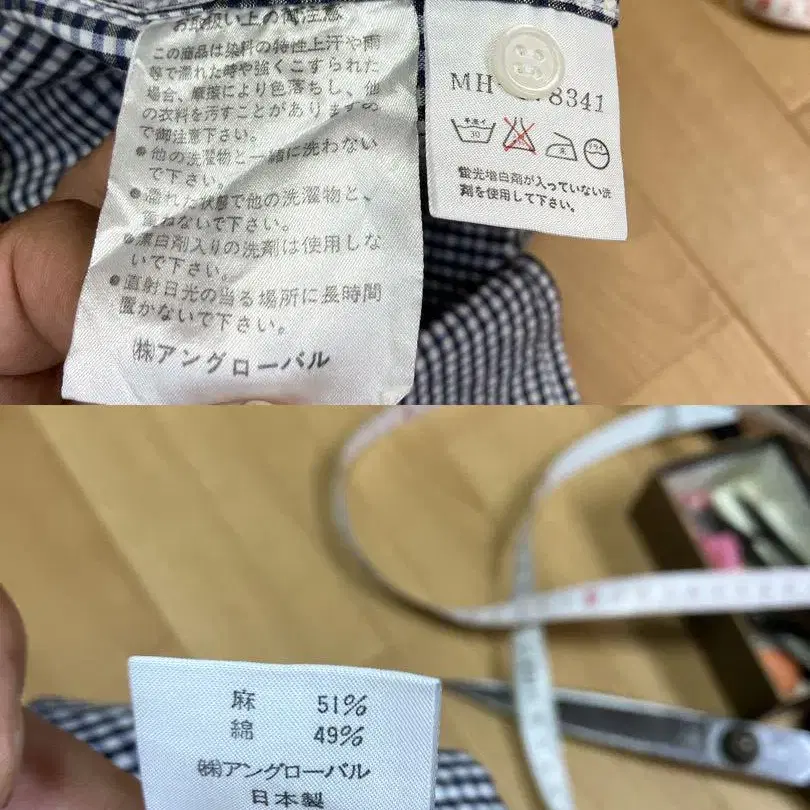 お取扱い上の御注意
この商品は染料の特性上汗や雨
等で濡れた時や強くこすられた
場合、摩擦により色落ちし、他
の衣料を汚すことがありますの
で御注意下さい。
●他の洗濯物と一緒に洗わない
で下さい。
●濡れた状態で他の洗濯物と、
重ねないで下さい。
●漂白剤入りの洗剤は使用しな
いで下さい。
●直射日光の当る場所に長時間
置かないで下さい。
㈱アングローバル
MH 8341
手洗イ
30
蛍光増白剤が入っていない洗
剤を使用して下さい。
麻 51%
綿 49%
㈱アングローバル
日本製